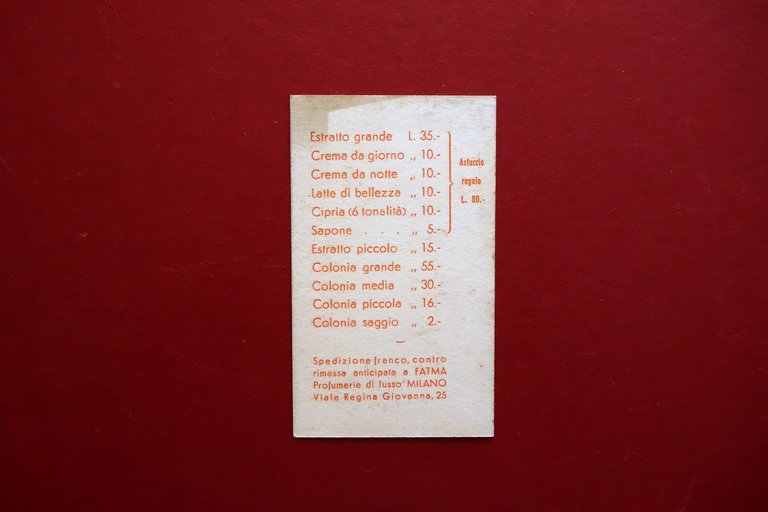 Estratto grande L. 35.-
Crema da giorno „ 10.-
Crema da notte „ 10.-
Latte di bellezza „ 10.-
Cipria (6 tonalità) „ 10.-
Sapone . . . „ 5.-
Astuccio
regalo
L. 80.-
Estratto piccolo „ 15.-
Colonia grande „ 55.-
Colonia media „ 30.-
Colonia piccola „ 16.-
Colonia saggio „ 2.-
Spedizione franco, contro
rimessa anticipata a FATMA
Profumerie di lusso MILANO
Viale Regina Giovanna, 25